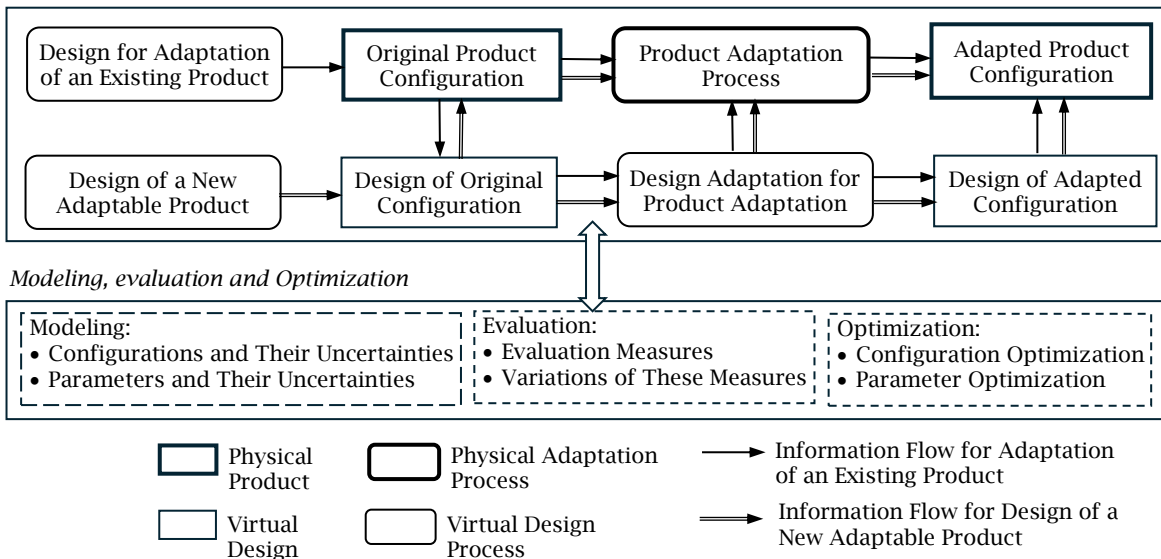 Design for Adaptation
of an Existing Product
Original Product
Configuration
Product Adaptation
Process
Adapted Product
Configuration
Design of a New
Adaptable Product
Design of Original
Configuration
Design Adaptation for
Product Adaptation
Design of Adapted
Configuration
Modeling, evaluation and Optimization
Modeling:
• Configurations and Their Uncertainties
• Parameters and Their Uncertainties
Evaluation:
• Evaluation Measures
• Variations of These Measures
Optimization:
• Configuration Optimization
• Parameter Optimization
Physical
Product
Physical Adaptation
Process
Information Flow for Adaptation
of an Existing Product
Virtual
Design
Virtual Design
Process
Information Flow for Design of a
New Adaptable Product